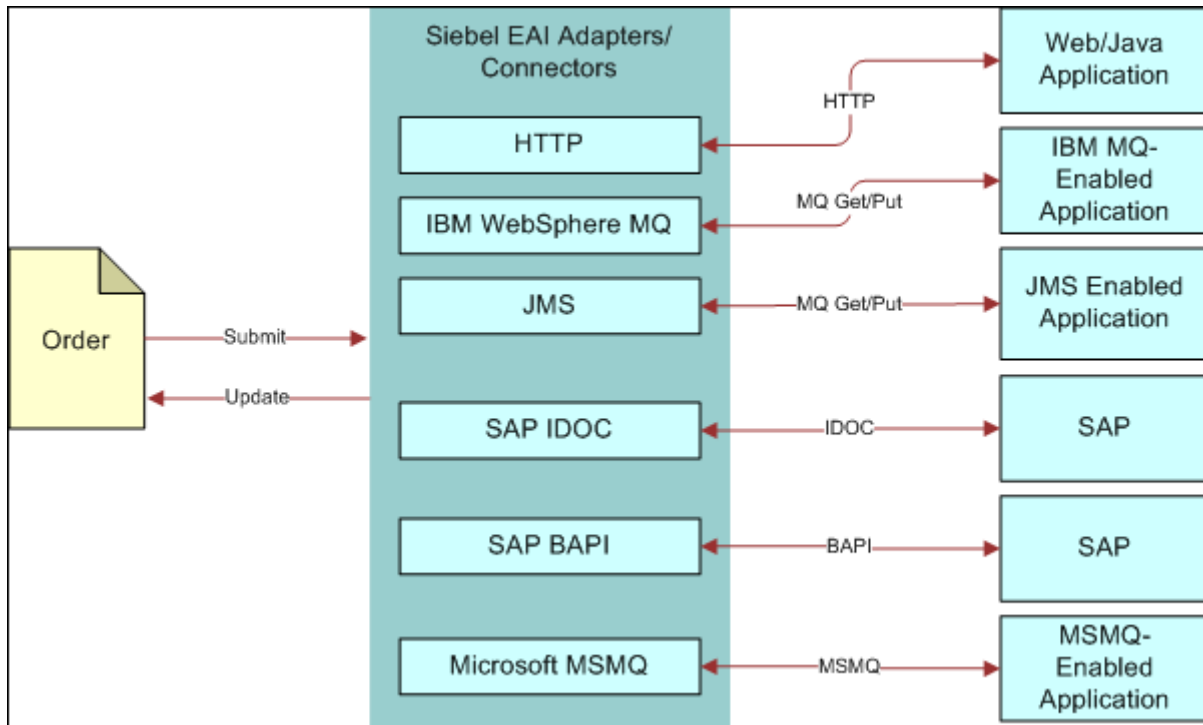 Siebel EAI Adapters/
Connectors
Web/Java
Application
HTTP
HTTP
IBM MQ-
Enabled
Application
MQ Get/Put
IBM WebSphere MQ
JMS Enabled
Application
JMS
MQ Get/Put
Order
Submit
Update
SAP IDOC
IDOC
SAP
SAP BAPI
BAPI
SAP
Microsoft MSMQ
MSMQ
MSMQ-
Enabled
Application